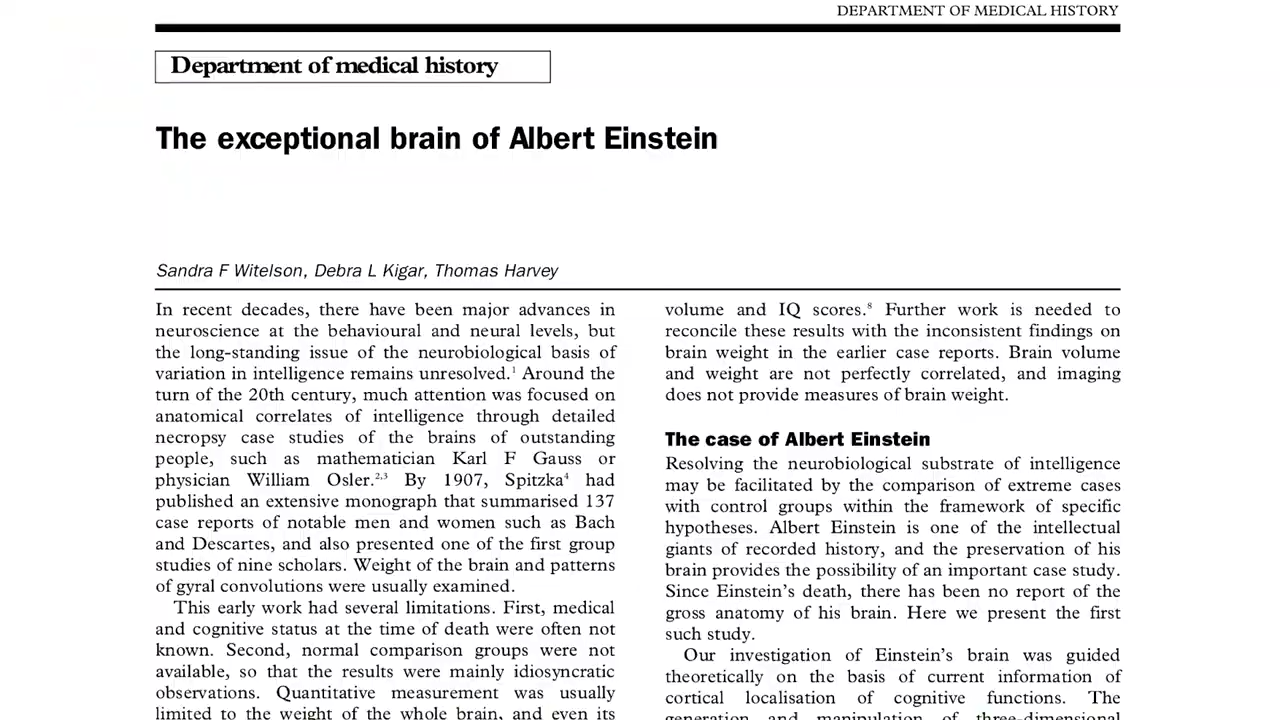 DEPARTMENT OF MEDICAL HISTORY
Department of medical history
The exceptional brain of Albert Einstein
Sandra F Witelson, Debra L Kigar, Thomas Harvey
In recent decades, there have been major advances in
neuroscience at the behavioural and neural levels, but
the long-standing issue of the neurobiological basis of
variation in intelligence remains unresolved.¹ Around the
turn of the 20th century, much attention was focused on
anatomical correlates of intelligence through detailed
necropsy case studies of the brains of outstanding
people, such as mathematician Karl F Gauss or
physician William Osler.²,³ By 1907, Spitzka⁴ had
published an extensive monograph that summarised 137
case reports of notable men and women such as Bach
and Descartes, and also presented one of the first group
studies of nine scholars. Weight of the brain and patterns
of gyral convolutions were usually examined.
This early work had several limitations. First, medical
and cognitive status at the time of death were often not
known. Second, normal comparison groups were not
available, so that the results were mainly idiosyncratic
observations. Quantitative measurement was usually
limited to the weight of the whole brain, and even its
volume and IQ scores.⁸ Further work is needed to
reconcile these results with the inconsistent findings on
brain weight in the earlier case reports. Brain volume
and weight are not perfectly correlated, and imaging
does not provide measures of brain weight.
The case of Albert Einstein
Resolving the neurobiological substrate of intelligence
may be facilitated by the comparison of extreme cases
with control groups within the framework of specific
hypotheses. Albert Einstein is one of the intellectual
giants of recorded history, and the preservation of his
brain provides the possibility of an important case study.
Since Einstein's death, there has been no report of the
gross anatomy of his brain. Here we present the first
such study.
Our investigation of Einstein's brain was guided
theoretically on the basis of current information of
cortical localisation of cognitive functions. The
generation and manipulation of three-dimensional